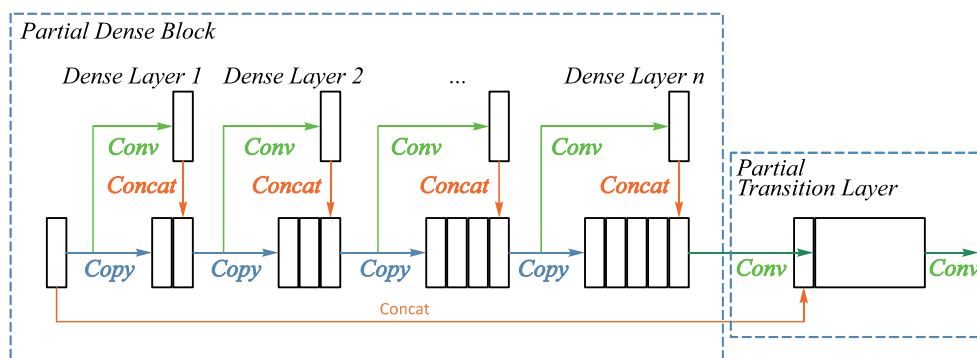 Partial Dense Block
Dense Layer 1
Dense Layer 2
...
Dense Layer n
Conv
Conv
Conv
Conv
Concat
Concat
Concat
Concat
Partial
Transition Layer
Copy
Copy
Copy
Copy
Conv
Conv
Concat